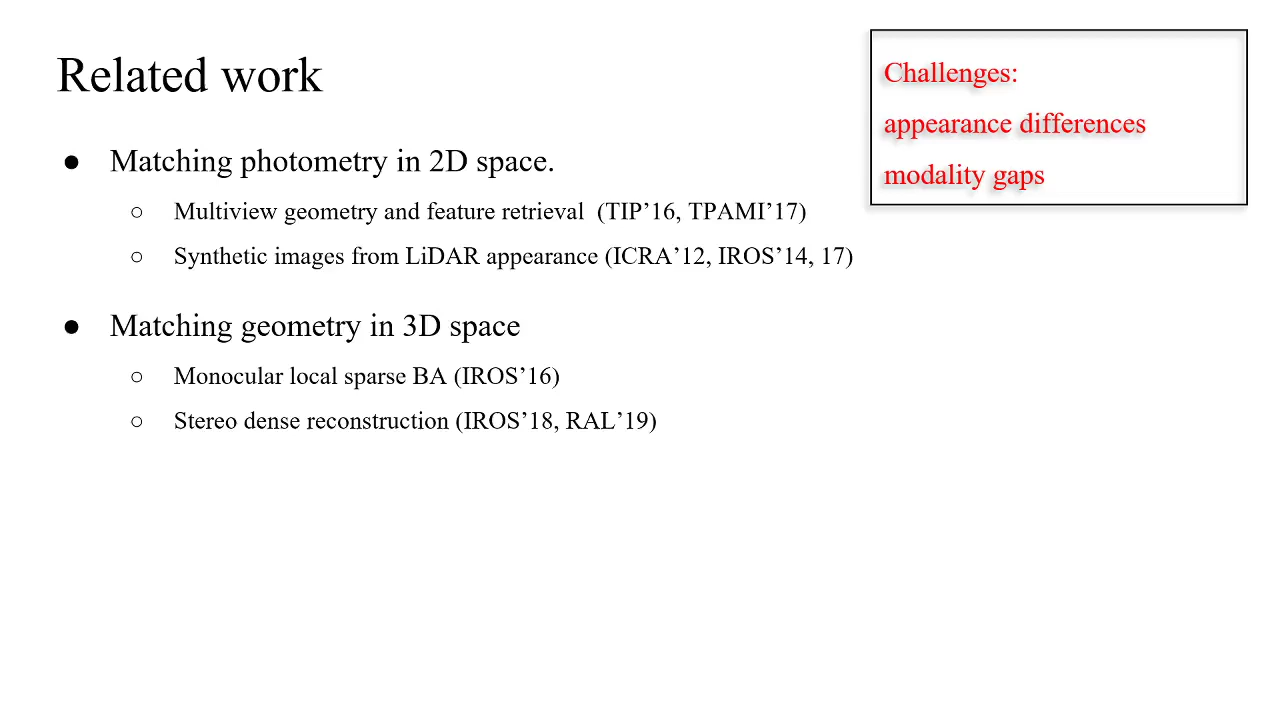 Related work
Challenges:
appearance differences
modality gaps
● Matching photometry in 2D space.
○ Multiview geometry and feature retrieval (TIP’16, TPAMI’17)
○ Synthetic images from LiDAR appearance (ICRA’12, IROS’14, 17)
● Matching geometry in 3D space
○ Monocular local sparse BA (IROS’16)
○ Stereo dense reconstruction (IROS’18, RAL’19)